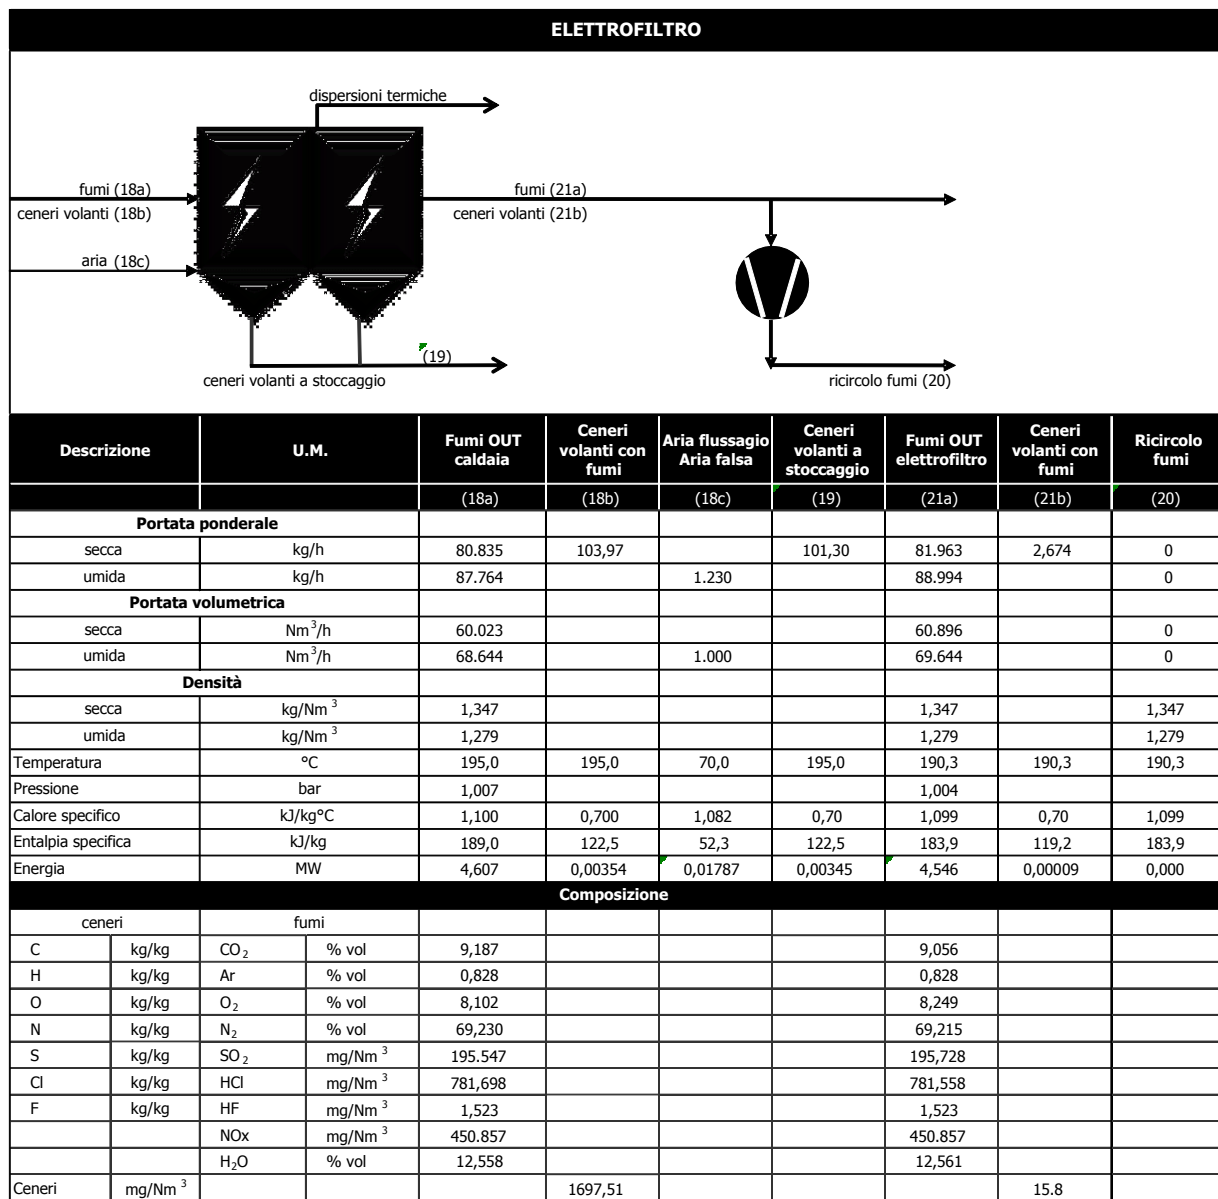 ELETTROFILTRO
dispersioni termiche
fumi (18a)
ceneri volanti (18b)
fumi (21a)
ceneri volanti (21b)
aria (18c)
(19)
ceneri volanti a stoccaggio
ricircolo fumi (20)
Descrizione U.M. Fumi OUT caldaia Ceneri volanti con fumi Aria flussagio Aria falsa Ceneri volanti a stoccaggio Fumi OUT elettrofiltro Ceneri volanti con fumi Ricircolo fumi
(18a) (18b) (18c) (19) (21a) (21b) (20)
Portata ponderale
secca kg/h 80.835 103,97 101,30 81.963 2,674 0
umida kg/h 87.764 1.230 88.994 0
Portata volumetrica
secca Nm³/h 60.023 60.896 0
umida Nm³/h 68.644 1.000 69.644 0
Densità
secca kg/Nm³ 1,347 1,347 1,347
umida kg/Nm³ 1,279 1,279 1,279
Temperatura °C 195,0 195,0 70,0 195,0 190,3 190,3 190,3
Pressione bar 1,007 1,004
Calore specifico kJ/kg°C 1,100 0,700 1,082 0,70 1,099 0,70 1,099
Entalpia specifica kJ/kg 189,0 122,5 52,3 122,5 183,9 119,2 183,9
Energia MW 4,607 0,00354 0,01787 0,00345 4,546 0,00009 0,000
Composizione
ceneri fumi
C kg/kg CO₂ % vol 9,187 9,056
H kg/kg Ar % vol 0,828 0,828
O kg/kg O₂ % vol 8,102 8,249
N kg/kg N₂ % vol 69,230 69,215
S kg/kg SO₂ mg/Nm³ 195.547 195,728
Cl kg/kg HCl mg/Nm³ 781,698 781,558
F kg/kg HF mg/Nm³ 1,523 1,523
NOx mg/Nm³ 450.857 450.857
H₂O % vol 12,558 12,561
Ceneri mg/Nm³ 1697,51 15.8